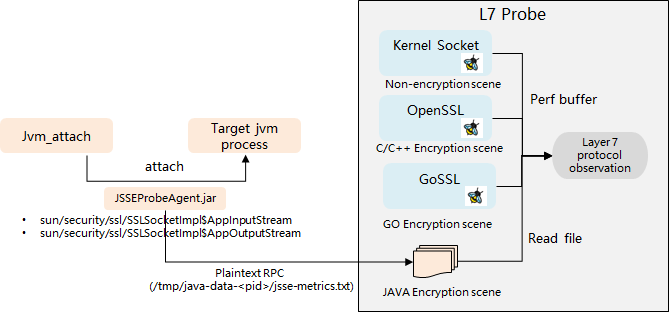 L7 Probe
Kernel Socket
Non-encryption scene
Perf buffer
OpenSSL
C/C++ Encryption scene
Layer 7
protocol
observation
GoSSL
GO Encryption scene
Read file
JAVA Encryption scene
Jvm_attach
Target jvm
process
attach
JSSEProbeAgent.jar
• sun/security/ssl/SSLSocketImpl$AppInputStream
• sun/security/ssl/SSLSocketImpl$AppOutputStream
Plaintext RPC
(/tmp/java-data-<pid>/jsse-metrics.txt)